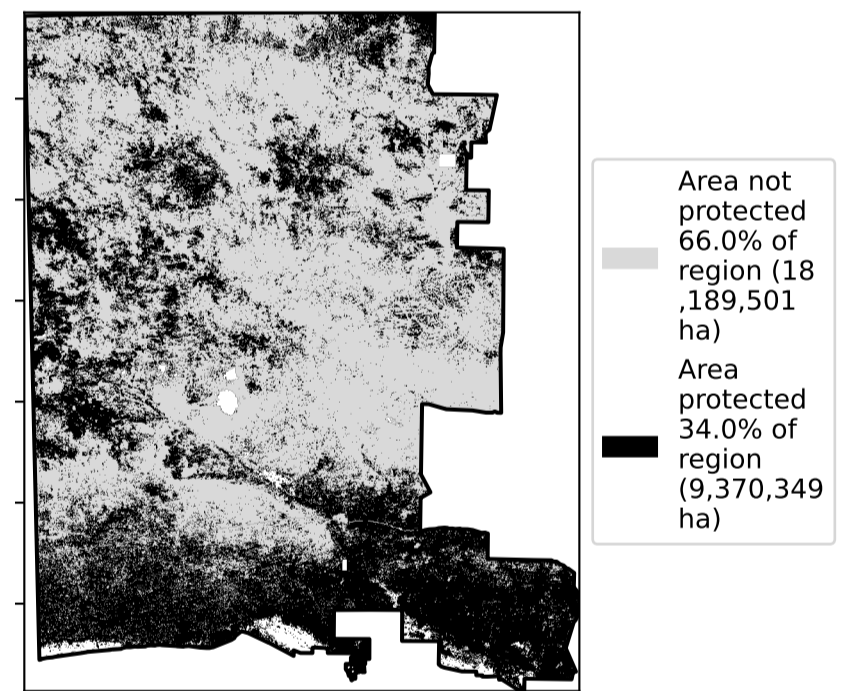 Area not
protected
66.0% of
region (18
,189,501
ha)
Area
protected
34.0% of
region
(9,370,349
ha)